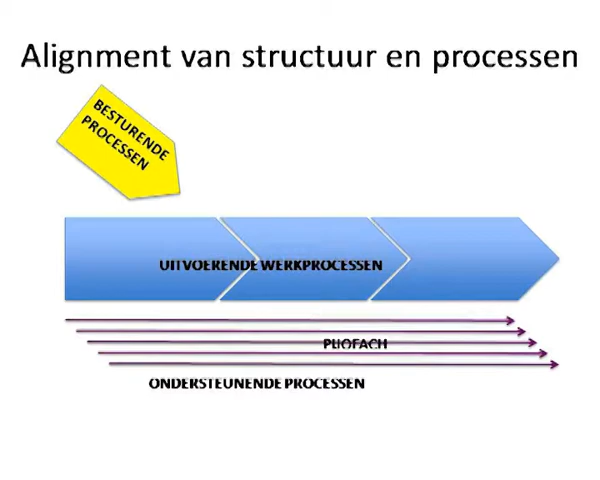 Alignment van structuur en processen
BESTURENDE
PROCESSEN
UITVOERENDE WERKPROCESSEN
PIJOFACH
ONDERSTEUNENDE PROCESSEN